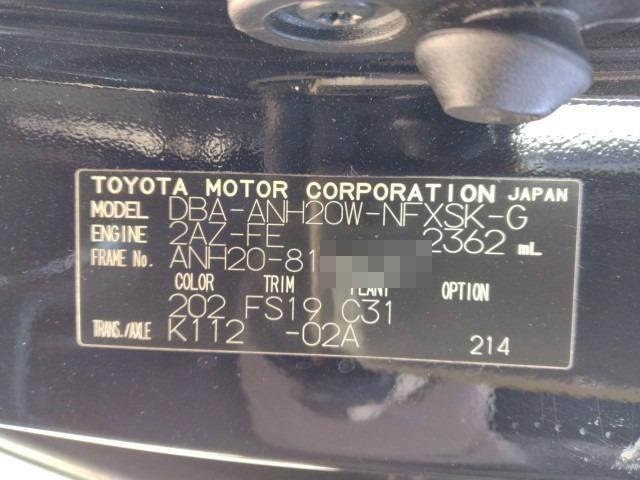 TOYOTA MOTOR CORPORATION JAPAN
MODEL DBA-ANH20W-NFXSK-G
ENGINE 2AZ-FE 2362 mL
FRAME No. ANH20-81
COLOR TRIM PLANT OPTION
202 FS19 C31
TRANS./AXLE K112 -02A
214